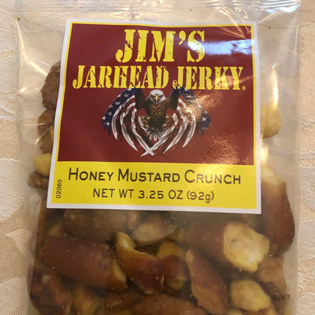 JIM'S
JARHEAD JERKY
HONEY MUSTARD CRUNCH
NET WT 3.25 OZ (92g)
02065